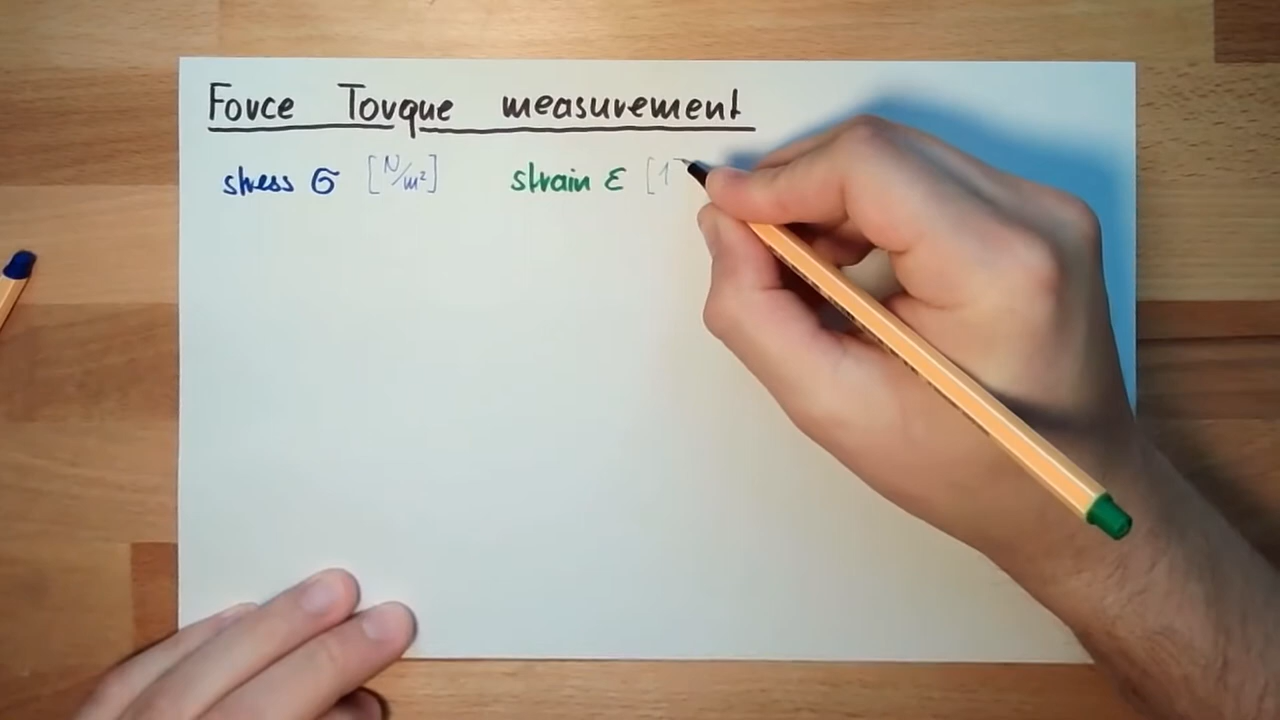 Force Torque measurement
stress σ [N/m²] strain ε [1